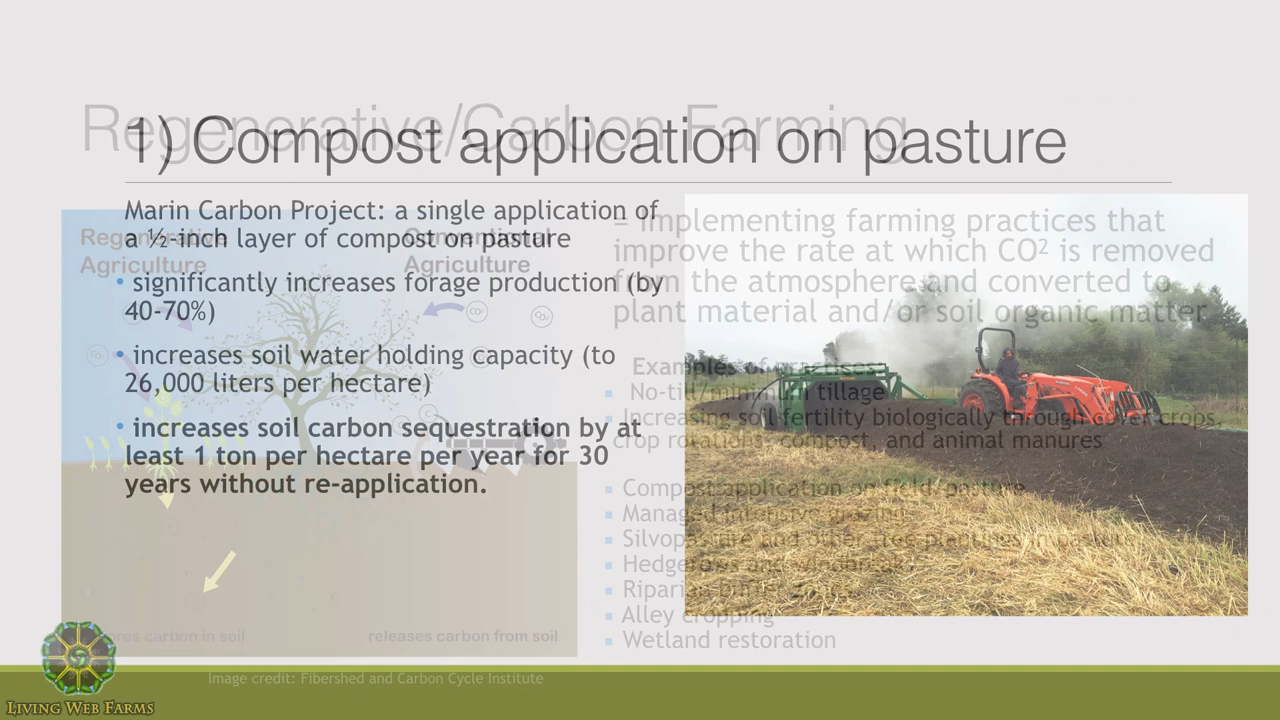 Regenerative/Carbon Farming
1) Compost application on pasture
Marin Carbon Project: a single application of
a ½-inch layer of compost on pasture
• significantly increases forage production (by
40-70%)
• increases soil water holding capacity (to
26,000 liters per hectare)
• increases soil carbon sequestration by at
least 1 ton per hectare per year for 30
years without re-application.
Regenerative
Agriculture
Conventional
Agriculture
stores carbon in soil
releases carbon from soil
= Implementing farming practices that
improve the rate at which CO² is removed
from the atmosphere and converted to
plant material and/or soil organic matter
Examples of practises
No-till/minimum tillage
Increasing soil fertility biologically through cover crops,
crop rotations, compost, and animal manures
Compost application on field/pasture
Managed intensive grazing
Silvopasture and other tree plantings in pasture
Hedgerows and windbreaks
Riparian buffer
Alley cropping
Wetland restoration
Image credit: Fibershed and Carbon Cycle Institute
LIVING WEB FARMS